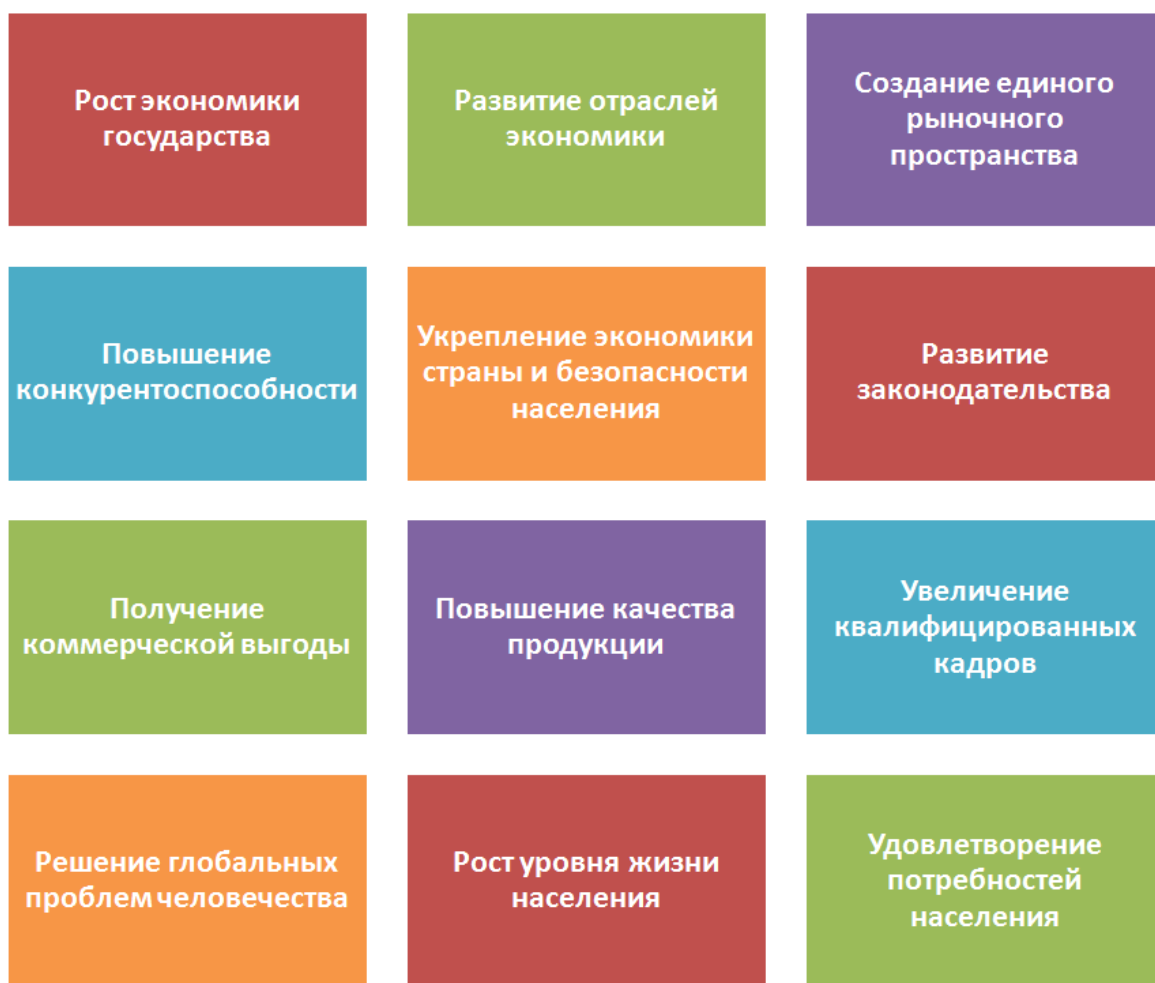 Рост экономики
государства
Развитие отраслей
экономики
Создание единого
рыночного
пространства
Повышение
конкурентоспособности
Укрепление экономики
страны и безопасности
населения
Развитие
законодательства
Получение
коммерческой выгоды
Повышение качества
продукции
Увеличение
квалифицированных
кадров
Решение глобальных
проблем человечества
Рост уровня жизни
населения
Удовлетворение
потребностей
населения